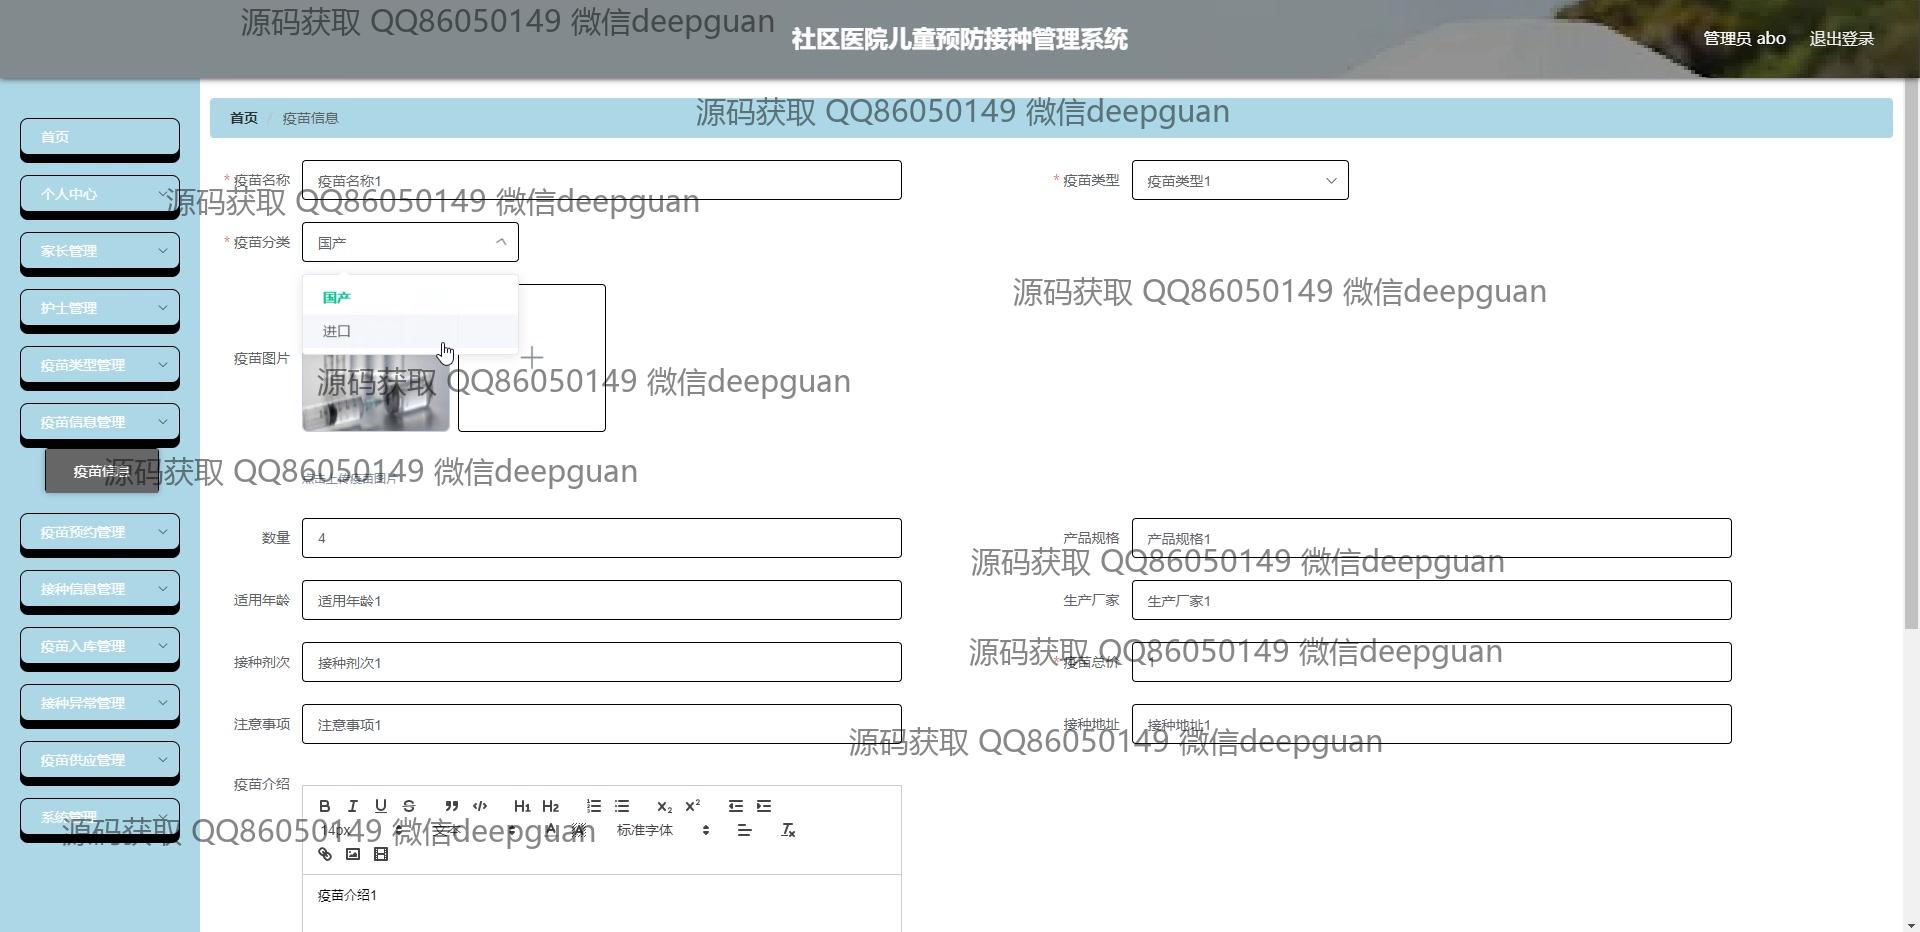 源码获取 QQ86050149 微信deepguan
社区医院儿童预防接种管理系统
管理员 abo 退出登录
首页
个人中心
家长管理
护士管理
疫苗类型管理
疫苗信息管理
疫苗信息
疫苗预约管理
接种信息管理
疫苗入库管理
接种异常管理
疫苗供应管理
系统管理
首页 / 疫苗信息
源码获取 QQ86050149 微信deepguan
* 疫苗名称 疫苗名称1
* 疫苗类型 疫苗类型1
源码获取 QQ86050149 微信deepguan
* 疫苗分类 国产
国产
进口
源码获取 QQ86050149 微信deepguan
疫苗图片
源码获取 QQ86050149 微信deepguan
源码获取 QQ86050149 微信deepguan
点击上传疫苗图片
数量 4
产品规格 产品规格1
源码获取 QQ86050149 微信deepguan
适用年龄 适用年龄1
生产厂家 生产厂家1
接种剂次 接种剂次1
* 疫苗总价 1
源码获取 QQ86050149 微信deepguan
注意事项 注意事项1
接种地址 接种地址1
源码获取 QQ86050149 微信deepguan
疫苗介绍
B I U S H1 H2 X2 X2
14px 文本 标准字体
源码获取 QQ86050149 微信deepguan
疫苗介绍1